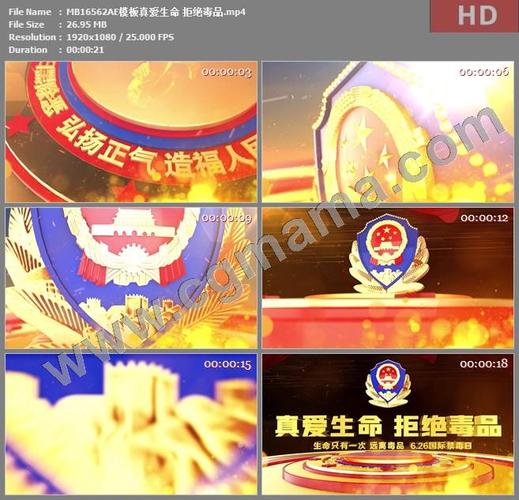 File Name : MB16562AE模板真爱生命 拒绝毒品.mp4
HD
File Size : 26.95 MB
Resolution : 1920x1080 / 25.000 FPS
Duration : 00:00:21
00:00:03
弘扬正气 造福人民
00:00:06
00:00:09
00:00:12
00:00:15
00:00:18
真爱生命 拒绝毒品
生命只有一次 远离毒品 6.26国际禁毒日
www.cgmama.com